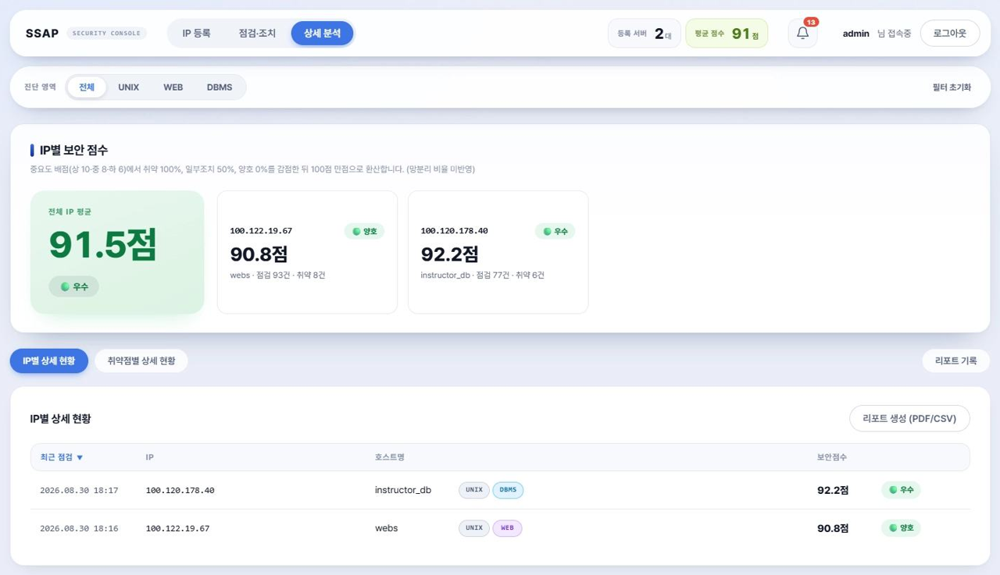 SSAP SECURITY CONSOLE IP 등록 점검·조치 상세 분석 등록 서버 2대 평균 점수 91점 13 admin 님 접속중 로그아웃
진단 영역 전체 UNIX WEB DBMS 필터 초기화
IP별 보안 점수
중요도 배점(상 10·중 8·하 6)에서 취약 100%, 일부조치 50%, 양호 0%를 감점한 뒤 100점 만점으로 환산합니다. (망분리 비율 미반영)
전체 IP 평균
91.5점
우수
100.122.19.67 양호
90.8점
webs · 점검 93건 · 취약 8건
100.120.178.40 우수
92.2점
instructor_db · 점검 77건 · 취약 6건
IP별 상세 현황 취약점별 상세 현황 리포트 기록
IP별 상세 현황 리포트 생성 (PDF/CSV)
최근 점검 ▼ IP 호스트명 보안점수
2026.08.30 18:17 100.120.178.40 instructor_db UNIX DBMS 92.2점 우수
2026.08.30 18:16 100.122.19.67 webs UNIX WEB 90.8점 양호